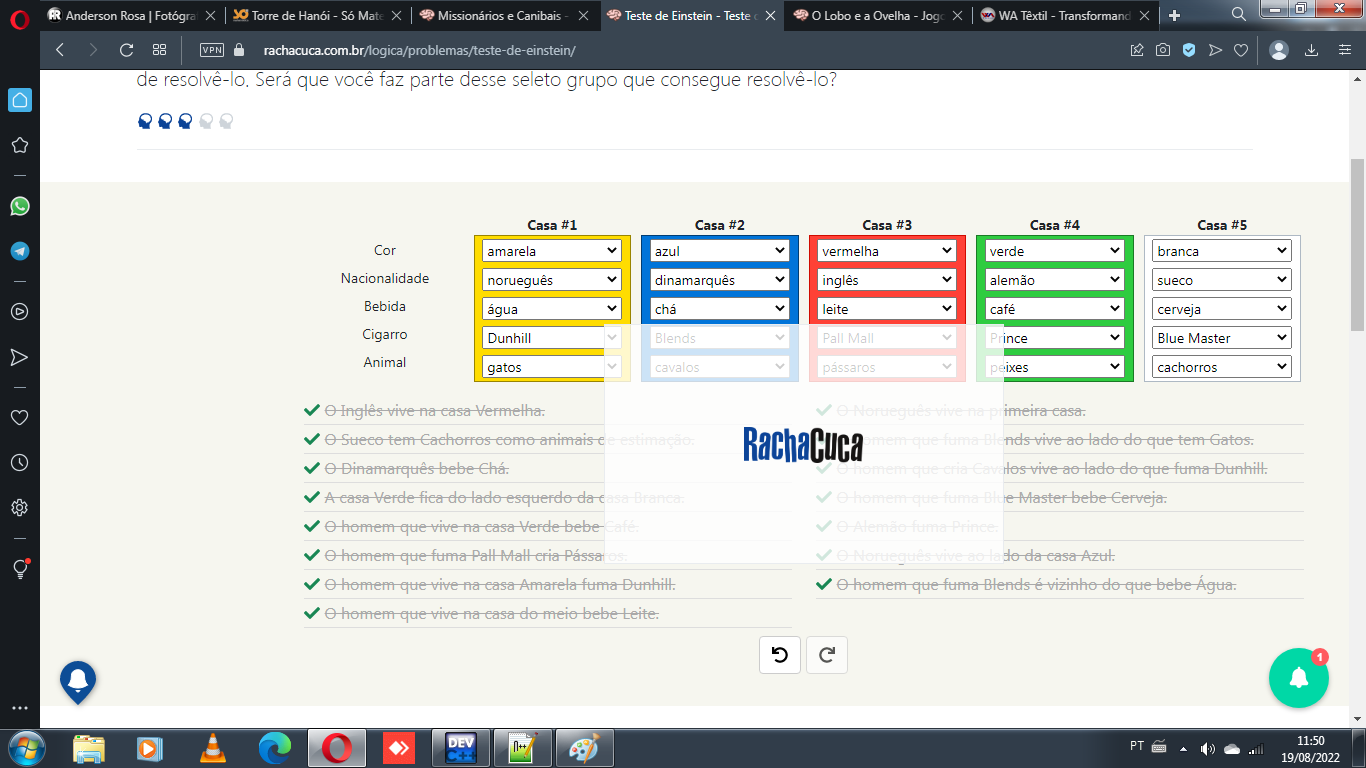 Anderson Rosa | Fotógraf
Torre de Hanói - Só Mate
Missionários e Canibais -
Teste de Einstein - Teste d
O Lobo e a Ovelha - Jogo
WA Têxtil - Transformand
VPN
rachacuca.com.br/logica/problemas/teste-de-einstein/
de resolvê-lo. Será que você faz parte desse seleto grupo que consegue resolvê-lo?
Casa #1 Casa #2 Casa #3 Casa #4 Casa #5
Cor amarela azul vermelha verde branca
Nacionalidade norueguês dinamarquês inglês alemão sueco
Bebida água chá leite café cerveja
Cigarro Dunhill Blends Pall Mall Prince Blue Master
Animal gatos cavalos pássaros peixes cachorros
O Inglês vive na casa Vermelha.
O Sueco tem Cachorros como animais de estimação.
O Dinamarquês bebe Chá.
A casa Verde fica do lado esquerdo da casa Branca.
O homem que vive na casa Verde bebe Café.
O homem que fuma Pall Mall cria Pássaros.
O homem que vive na casa Amarela fuma Dunhill.
O homem que vive na casa do meio bebe Leite.
O Norueguês vive na primeira casa.
O homem que fuma Blends vive ao lado do que tem Gatos.
O homem que cria Cavalos vive ao lado do que fuma Dunhill.
O homem que fuma Blue Master bebe Cerveja.
O Alemão fuma Prince.
O Norueguês vive ao lado da casa Azul.
O homem que fuma Blends é vizinho do que bebe Água.
RachaCuca
1
DEV C++
N++
PT
11:50
19/08/2022